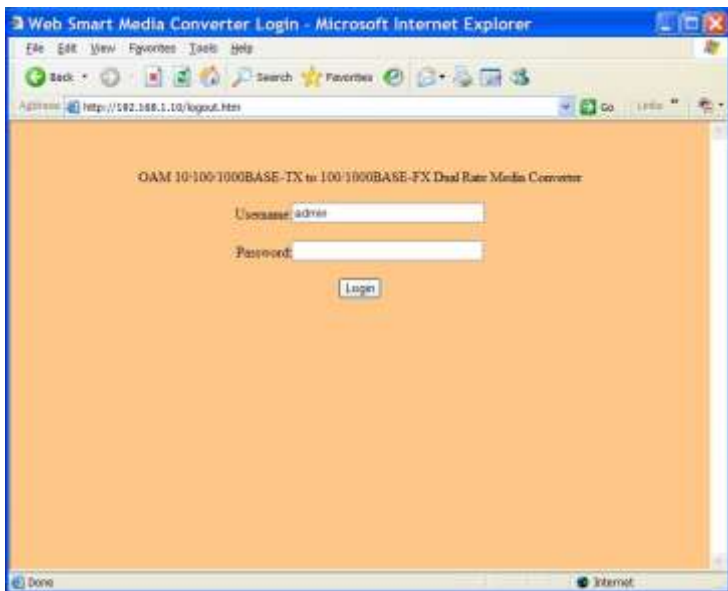 Web Smart Media Converter Login - Microsoft Internet Explorer
File Edit View Favorites Tools Help
Back Search Favorites
Address http://192.168.1.10/logout.htm Go Links »
OAM 10/100/1000BASE-TX to 100/1000BASE-FX Dual Rate Media Converter
Username: admin
Password:
Login
Done Internet